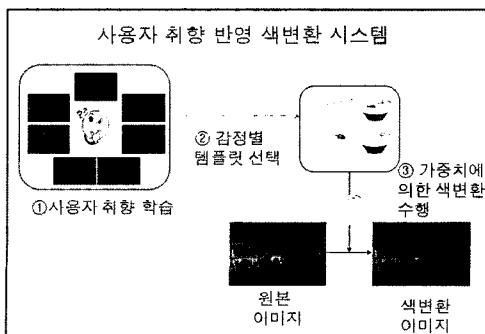 사용자 취향 반영 색변환 시스템
② 감정별
템플릿 선택
①사용자 취향 학습
③ 가중치에
의한 색변환
수행
원본
이미지
색변환
이미지